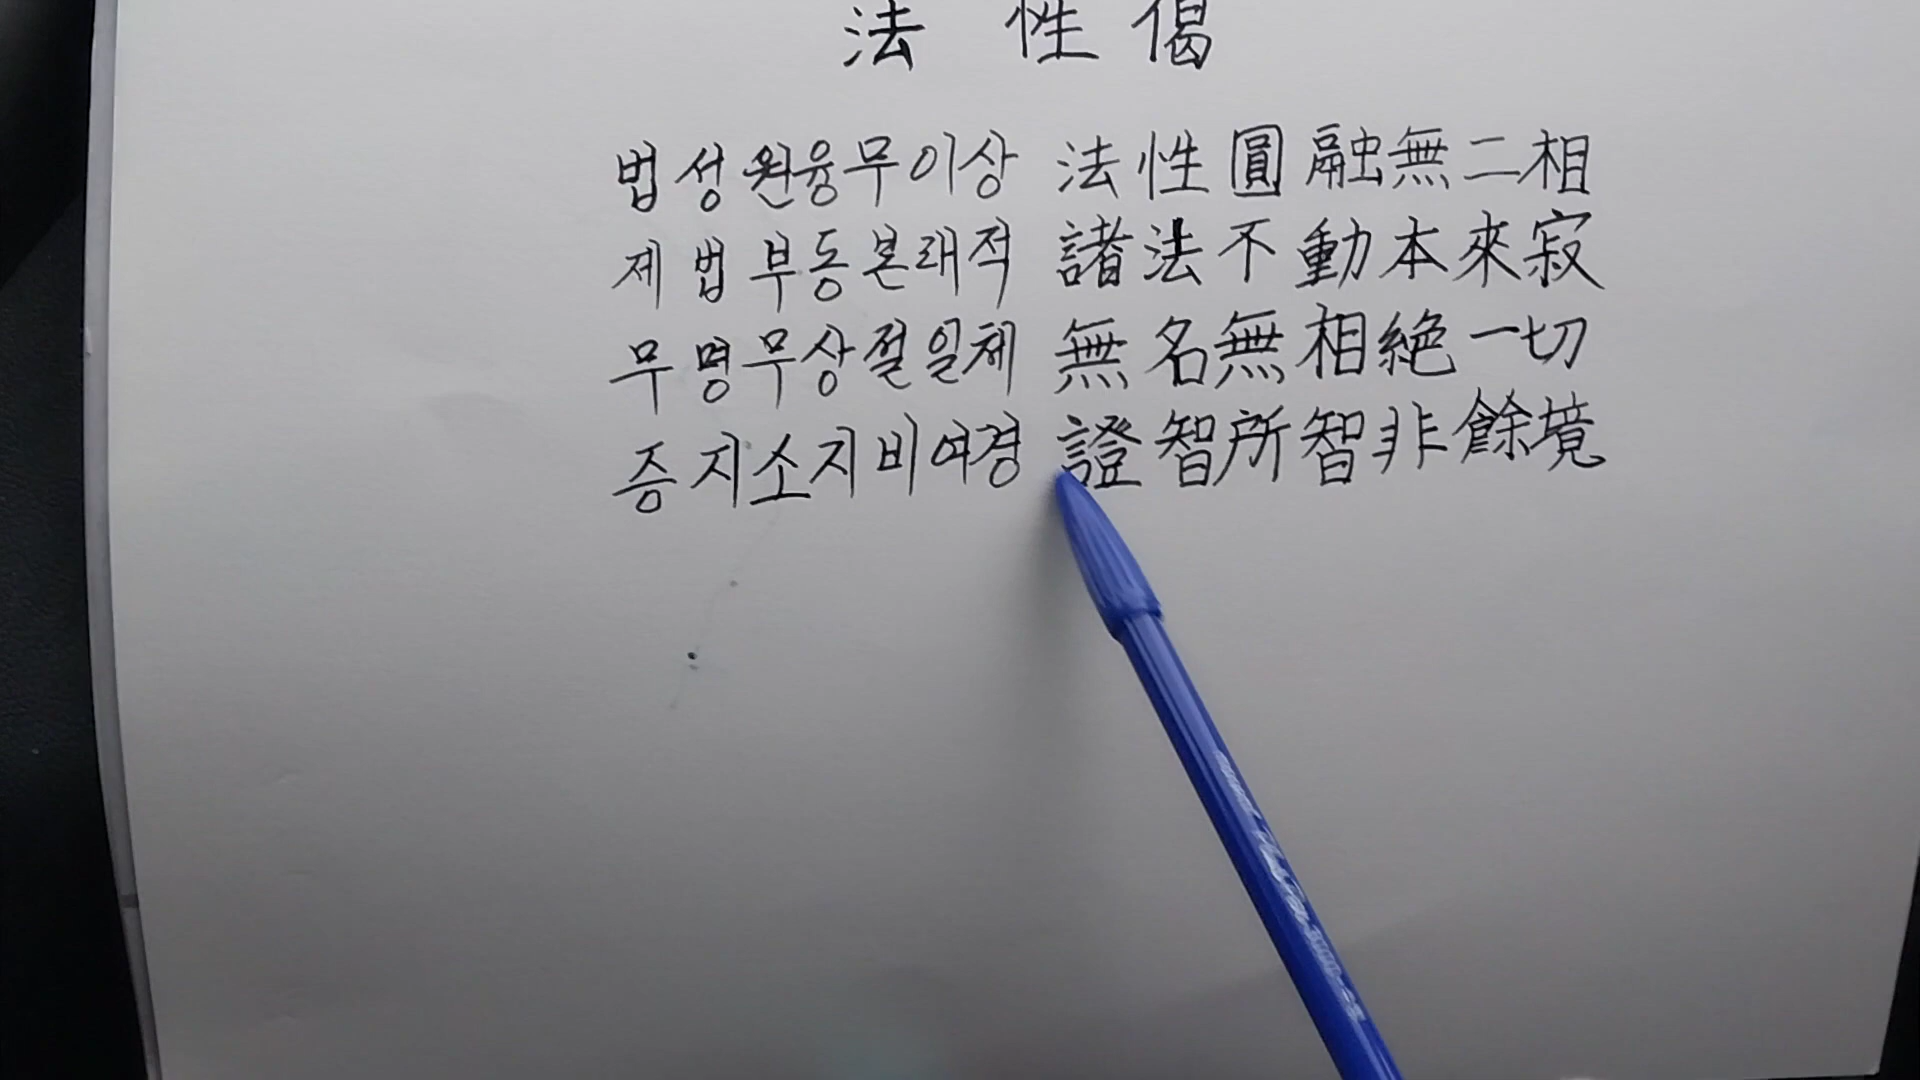 法性偈
법성원융무이상 法性圓融無二相
제법부동본래적 諸法不動本來寂
무명무상절일체 無名無相絶一切
증지소지비여경 證智所智非餘境